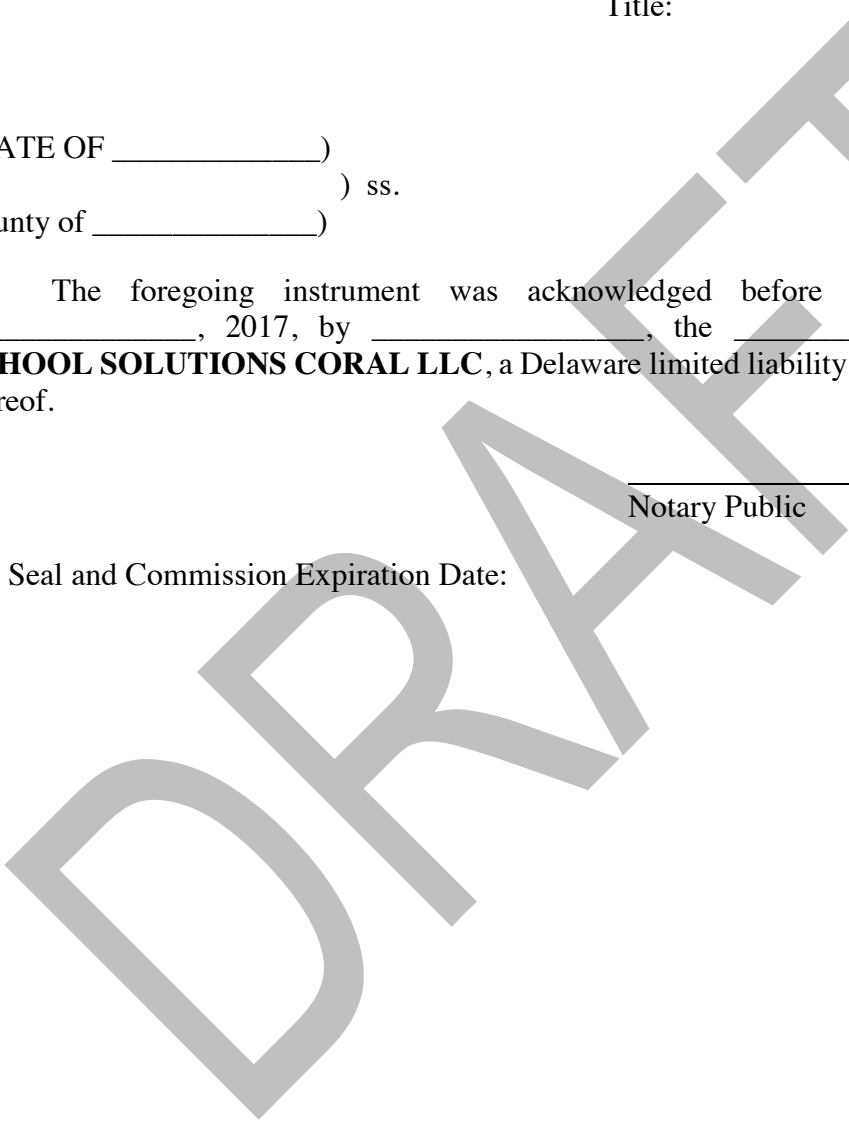 Title:
ATE OF _____________)
) ss.
unty of ______________)
The foregoing instrument was acknowledged before
_____________, 2017, by _________________, the ________
HOOL SOLUTIONS CORAL LLC, a Delaware limited liability
reof.
Notary Public
Seal and Commission Expiration Date:
DRAFT